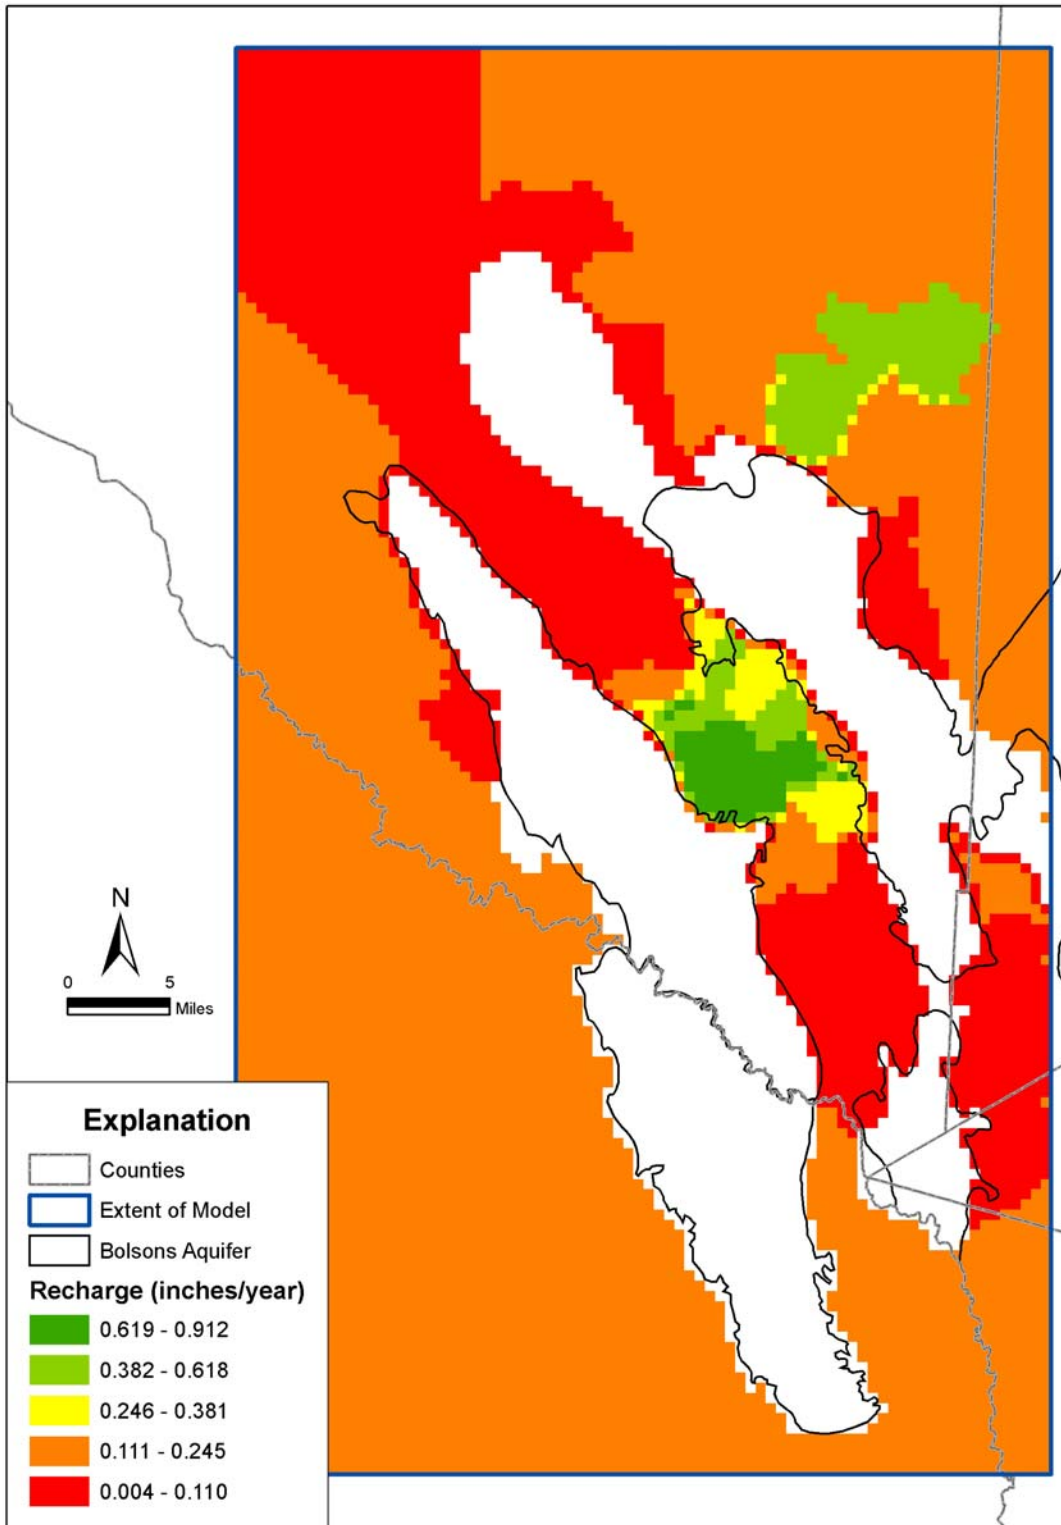 N
0 5
Miles
Explanation
Counties
Extent of Model
Bolsons Aquifer
Recharge (inches/year)
0.619 - 0.912
0.382 - 0.618
0.246 - 0.381
0.111 - 0.245
0.004 - 0.110